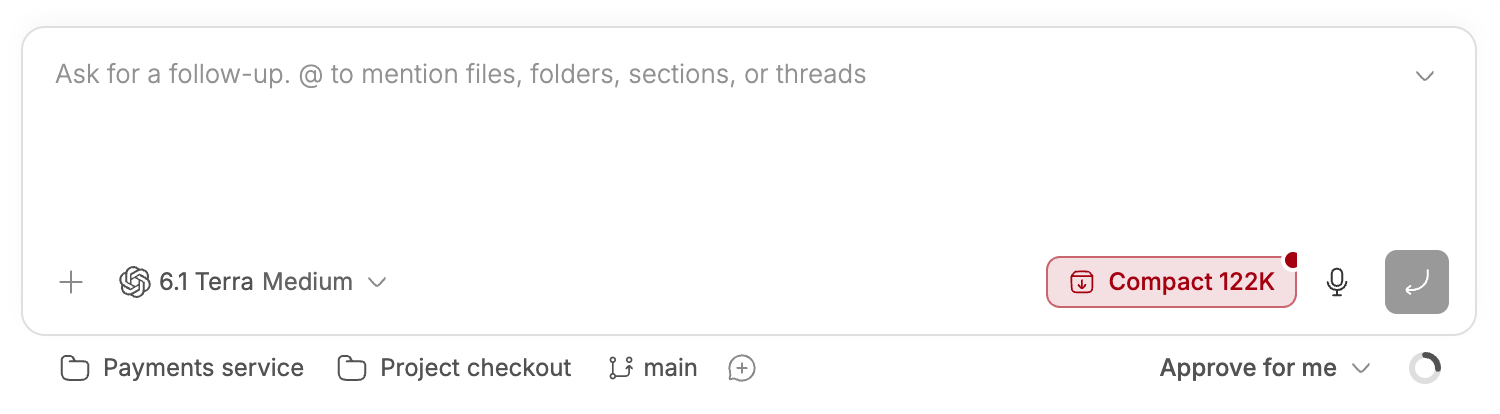 Ask for a follow-up. @ to mention files, folders, sections, or threads
6.1 Terra Medium
Compact 122K
Payments service
Project checkout
main
Approve for me